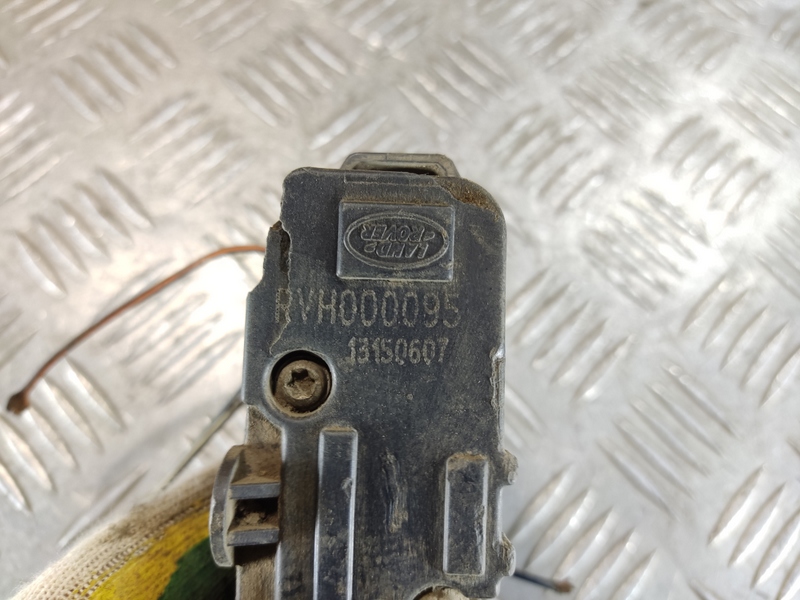 LAND-
-ROVER
RVH000095
13150607